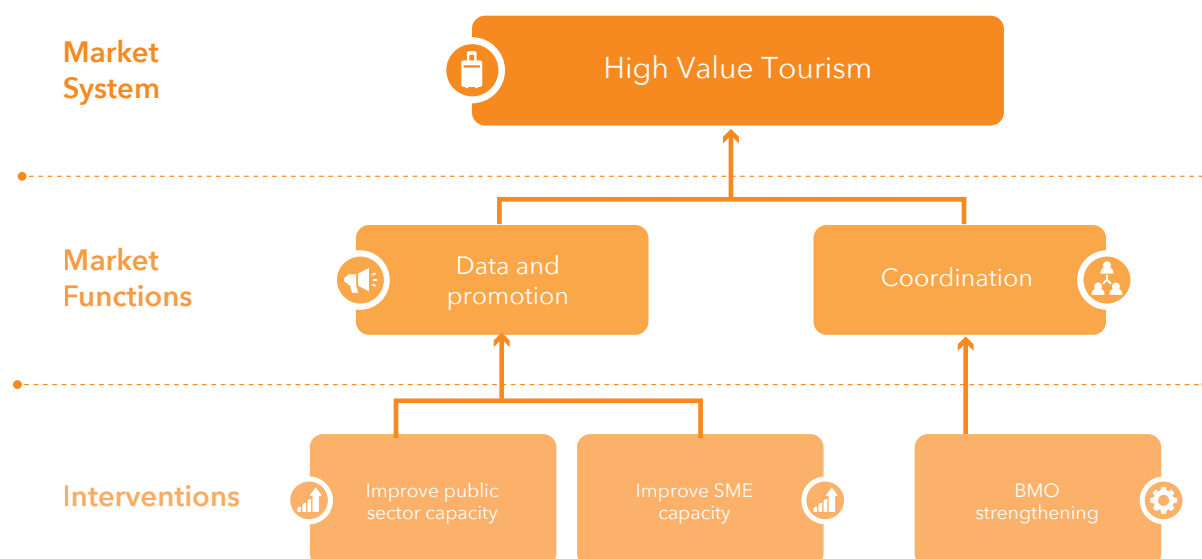 Market
System
High Value Tourism
Market
Functions
Data and
promotion
Coordination
Interventions
Improve public
sector capacity
Improve SME
capacity
BMO
strengthening